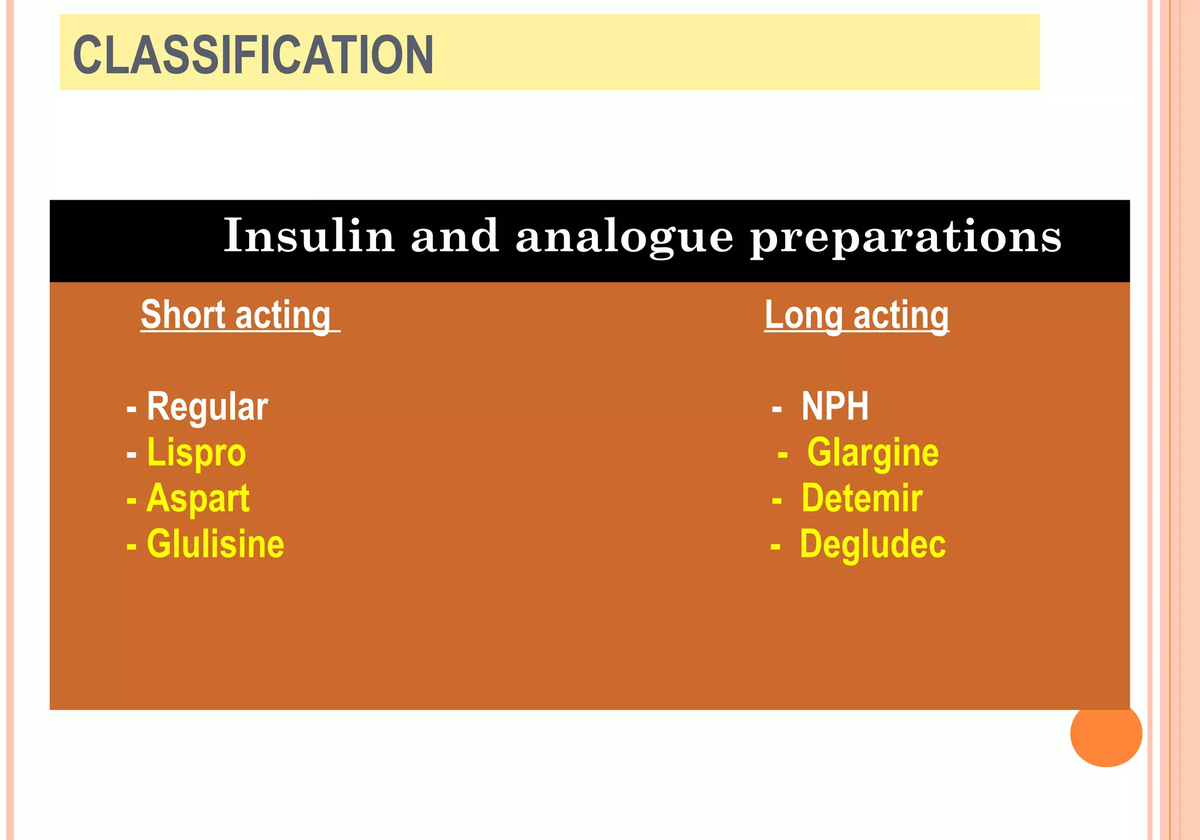 CLASSIFICATION
Insulin and analogue preparations
Short acting
- Regular
- Lispro
- Aspart
- Glulisine
Long acting
- NPH
- Glargine
- Detemir
- Degludec